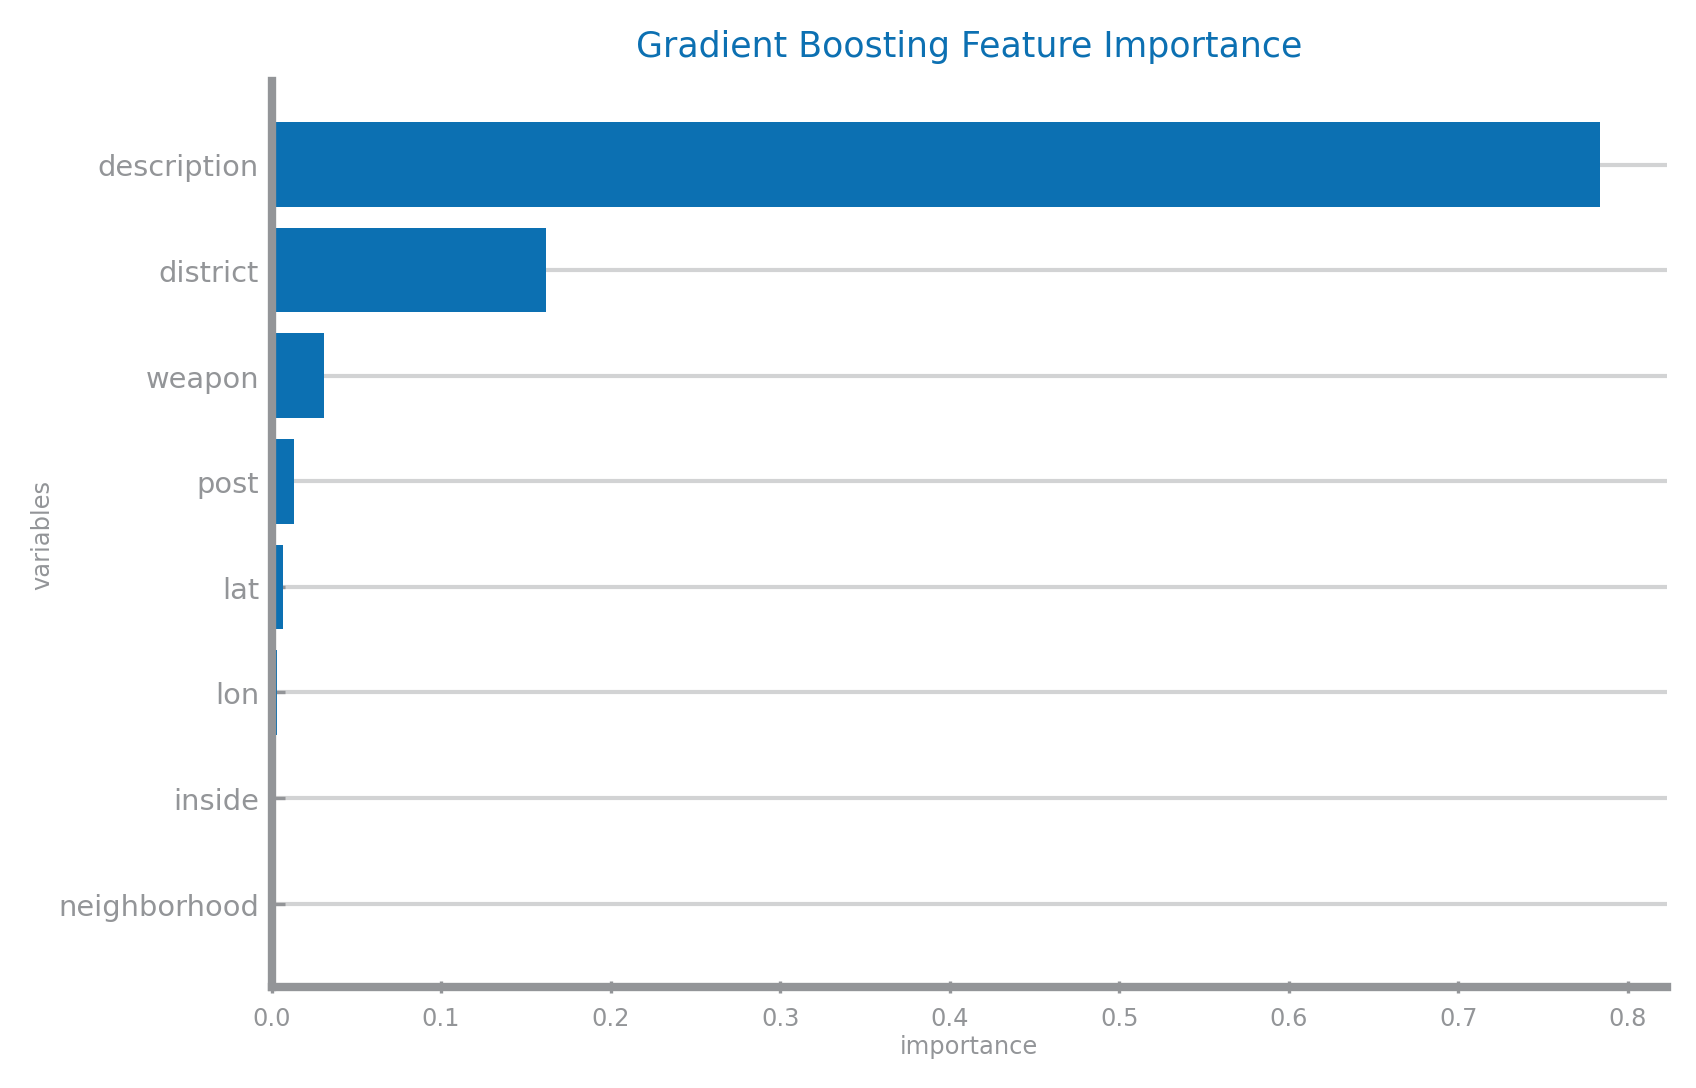 Gradient Boosting Feature Importance
description
district
weapon
post
lat
lon
inside
neighborhood
variables
0.0 0.1 0.2 0.3 0.4 0.5 0.6 0.7 0.8
importance